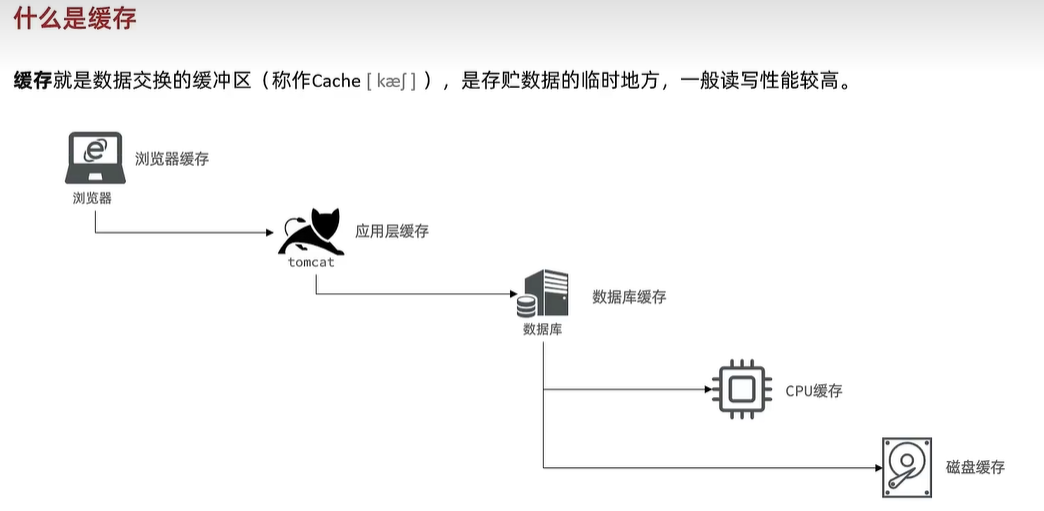 什么是缓存
缓存就是数据交换的缓冲区（称作Cache [ kæʃ ] ），是存贮数据的临时地方，一般读写性能较高。
浏览器缓存
浏览器
应用层缓存
tomcat
数据库缓存
数据库
CPU缓存
磁盘缓存